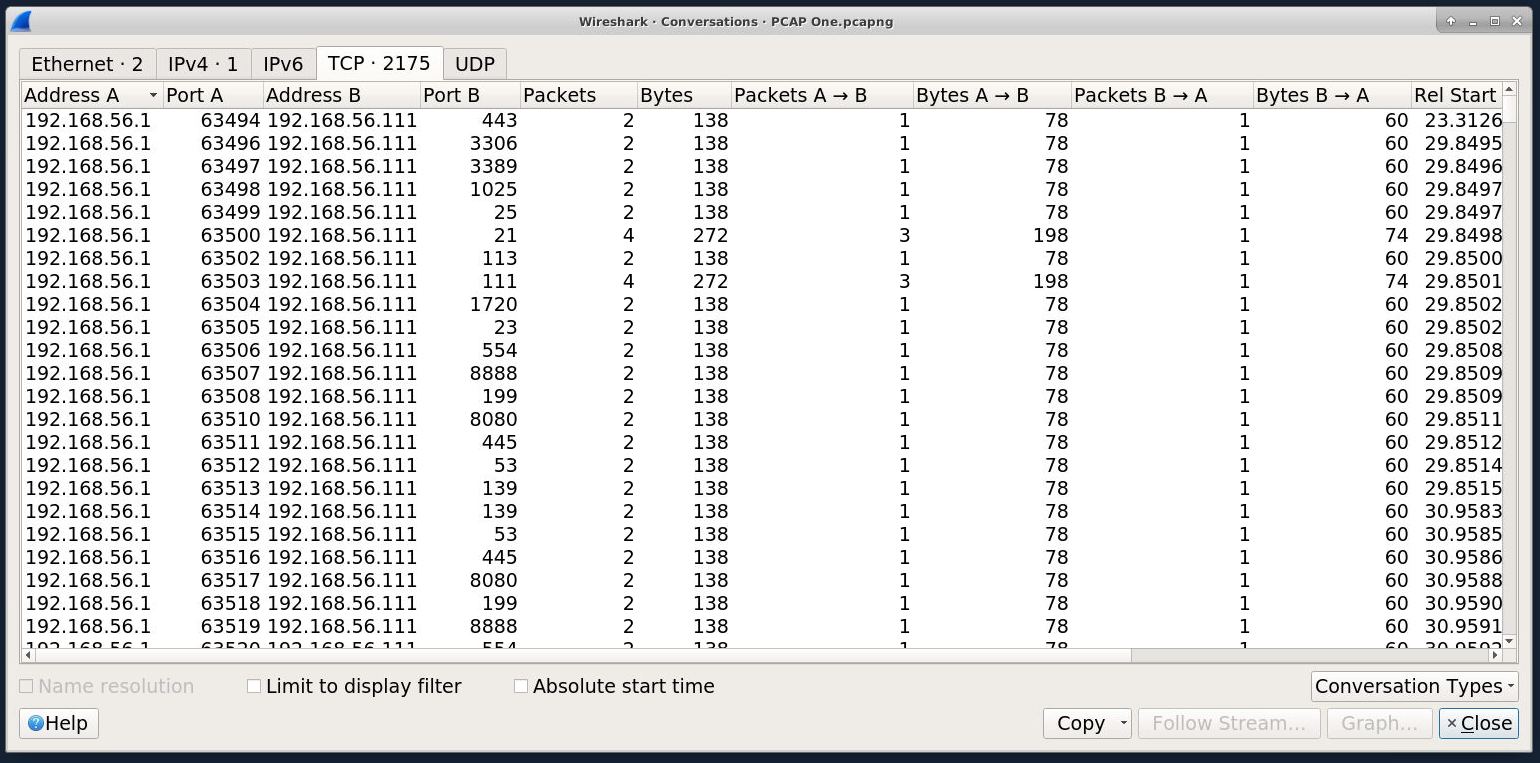 Wireshark · Conversations · PCAP One.pcapng
Ethernet · 2 IPv4 · 1 IPv6 TCP · 2175 UDP
Address A Port A Address B Port B Packets Bytes Packets A → B Bytes A → B Packets B → A Bytes B → A Rel Start
192.168.56.1 63494 192.168.56.111 443 2 138 1 78 1 60 23.3126
192.168.56.1 63496 192.168.56.111 3306 2 138 1 78 1 60 29.8495
192.168.56.1 63497 192.168.56.111 3389 2 138 1 78 1 60 29.8496
192.168.56.1 63498 192.168.56.111 1025 2 138 1 78 1 60 29.8497
192.168.56.1 63499 192.168.56.111 25 2 138 1 78 1 60 29.8497
192.168.56.1 63500 192.168.56.111 21 4 272 3 198 1 74 29.8498
192.168.56.1 63502 192.168.56.111 113 2 138 1 78 1 60 29.8500
192.168.56.1 63503 192.168.56.111 111 4 272 3 198 1 74 29.8501
192.168.56.1 63504 192.168.56.111 1720 2 138 1 78 1 60 29.8502
192.168.56.1 63505 192.168.56.111 23 2 138 1 78 1 60 29.8502
192.168.56.1 63506 192.168.56.111 554 2 138 1 78 1 60 29.8508
192.168.56.1 63507 192.168.56.111 8888 2 138 1 78 1 60 29.8509
192.168.56.1 63508 192.168.56.111 199 2 138 1 78 1 60 29.8509
192.168.56.1 63510 192.168.56.111 8080 2 138 1 78 1 60 29.8511
192.168.56.1 63511 192.168.56.111 445 2 138 1 78 1 60 29.8512
192.168.56.1 63512 192.168.56.111 53 2 138 1 78 1 60 29.8514
192.168.56.1 63513 192.168.56.111 139 2 138 1 78 1 60 29.8515
192.168.56.1 63514 192.168.56.111 139 2 138 1 78 1 60 30.9583
192.168.56.1 63515 192.168.56.111 53 2 138 1 78 1 60 30.9585
192.168.56.1 63516 192.168.56.111 445 2 138 1 78 1 60 30.9586
192.168.56.1 63517 192.168.56.111 8080 2 138 1 78 1 60 30.9588
192.168.56.1 63518 192.168.56.111 199 2 138 1 78 1 60 30.9590
192.168.56.1 63519 192.168.56.111 8888 2 138 1 78 1 60 30.9591
Name resolution Limit to display filter Absolute start time Conversation Types
Help Copy Follow Stream... Graph... Close